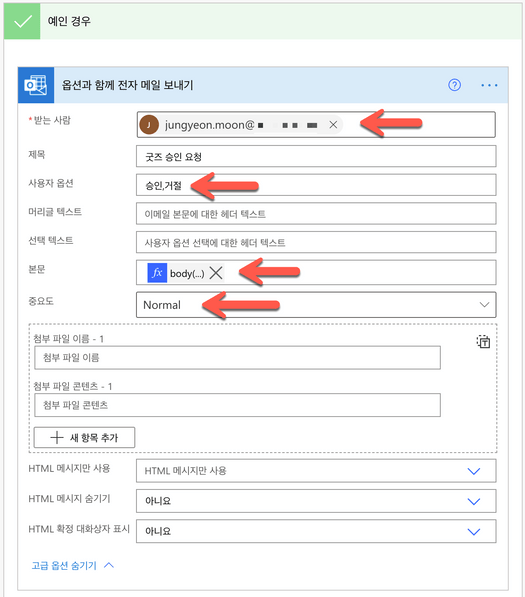 예인 경우
옵션과 함께 전자 메일 보내기
* 받는 사람
J jungyeon.moon@
제목
굿즈 승인 요청
사용자 옵션
승인,거절
머리글 텍스트
이메일 본문에 대한 헤더 텍스트
선택 텍스트
사용자 옵션 선택에 대한 헤더 텍스트
본문
fx body(...)
중요도
Normal
첨부 파일 이름 - 1
첨부 파일 이름
첨부 파일 콘텐츠 - 1
첨부 파일 콘텐츠
새 항목 추가
HTML 메시지만 사용
HTML 메시지만 사용
HTML 메시지 숨기기
아니요
HTML 확정 대화상자 표시
아니요
고급 옵션 숨기기